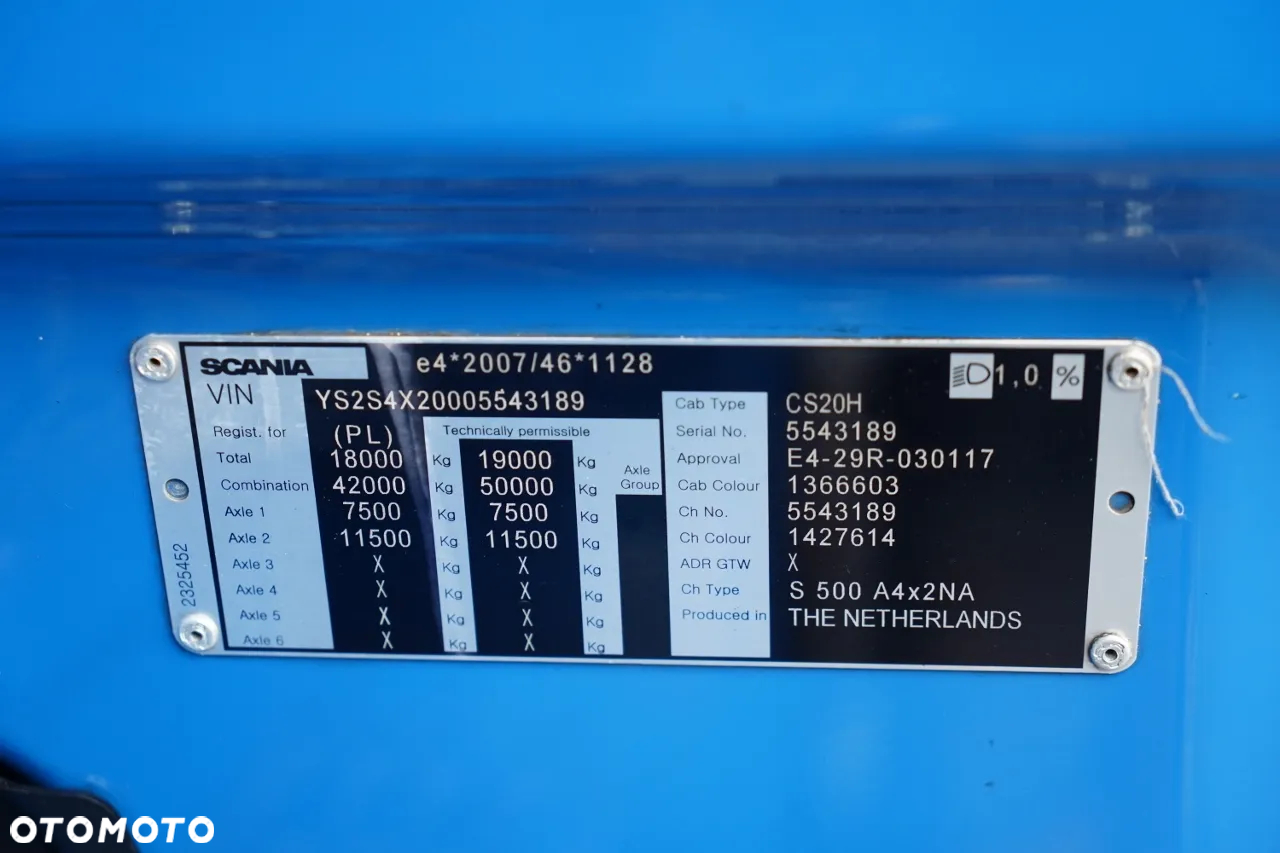 SCANIA e4*2007/46*1128 1,0 %
VIN YS2S4X20005543189
Regist. for (PL) Technically permissible
Total 18000 Kg 19000 Kg
Axle Group
Combination 42000 Kg 50000 Kg
Axle 1 7500 Kg 7500 Kg
Axle 2 11500 Kg 11500 Kg
Axle 3 X Kg X Kg
Axle 4 X Kg X Kg
Axle 5 X Kg X Kg
Axle 6 X Kg X Kg
Cab Type CS20H
Serial No. 5543189
Approval E4-29R-030117
Cab Colour 1366603
Ch No. 5543189
Ch Colour 1427614
ADR GTW X
Ch Type S 500 A4x2NA
Produced in THE NETHERLANDS
2325452
OTOMOTO